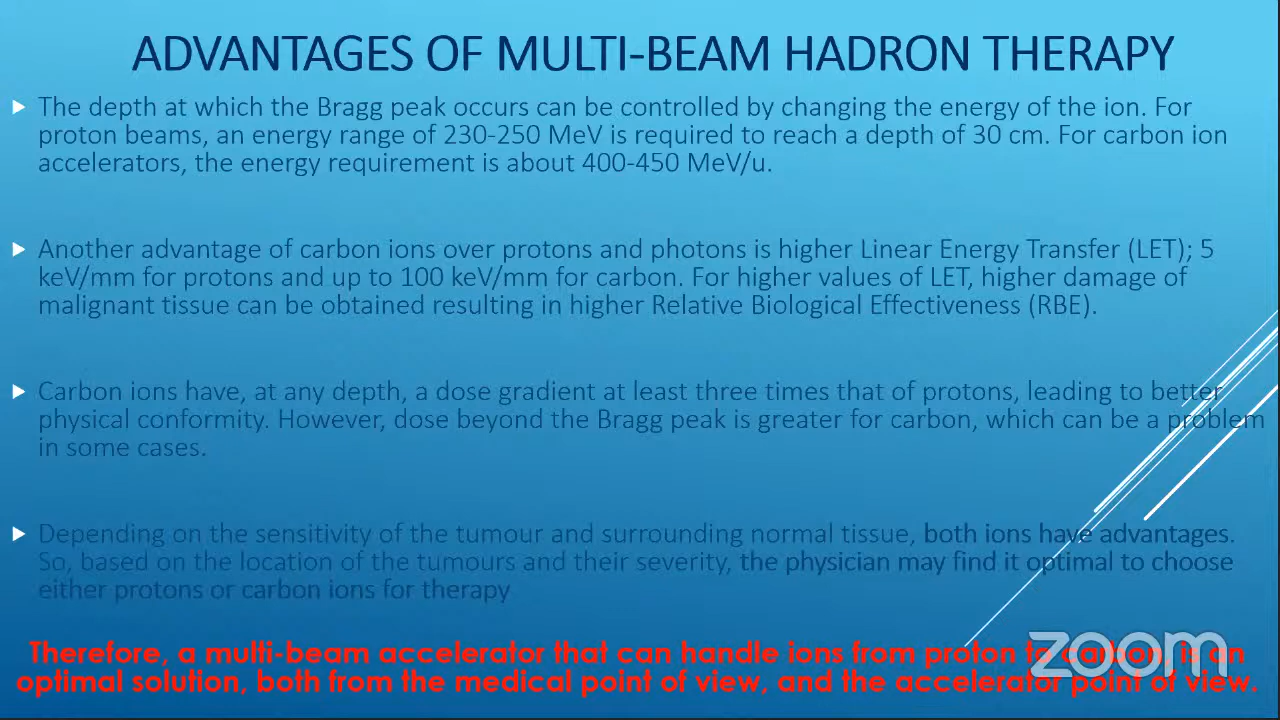 ADVANTAGES OF MULTI-BEAM HADRON THERAPY
The depth at which the Bragg peak occurs can be controlled by changing the energy of the ion. For
proton beams, an energy range of 230-250 MeV is required to reach a depth of 30 cm. For carbon ion
accelerators, the energy requirement is about 400-450 MeV/u.
Another advantage of carbon ions over protons and photons is higher Linear Energy Transfer (LET); 5
keV/mm for protons and up to 100 keV/mm for carbon. For higher values of LET, higher damage of
malignant tissue can be obtained resulting in higher Relative Biological Effectiveness (RBE).
Carbon ions have, at any depth, a dose gradient at least three times that of protons, leading to better
physical conformity. However, dose beyond the Bragg peak is greater for carbon, which can be a problem
in some cases.
Depending on the sensitivity of the tumour and surrounding normal tissue, both ions have advantages.
So, based on the location of the tumours and their severity, the physician may find it optimal to choose
either protons or carbon ions for therapy
Therefore, a multi-beam accelerator that can handle ions from proton to carbon, is an
optimal solution, both from the medical point of view, and the accelerator point of view.
zoom